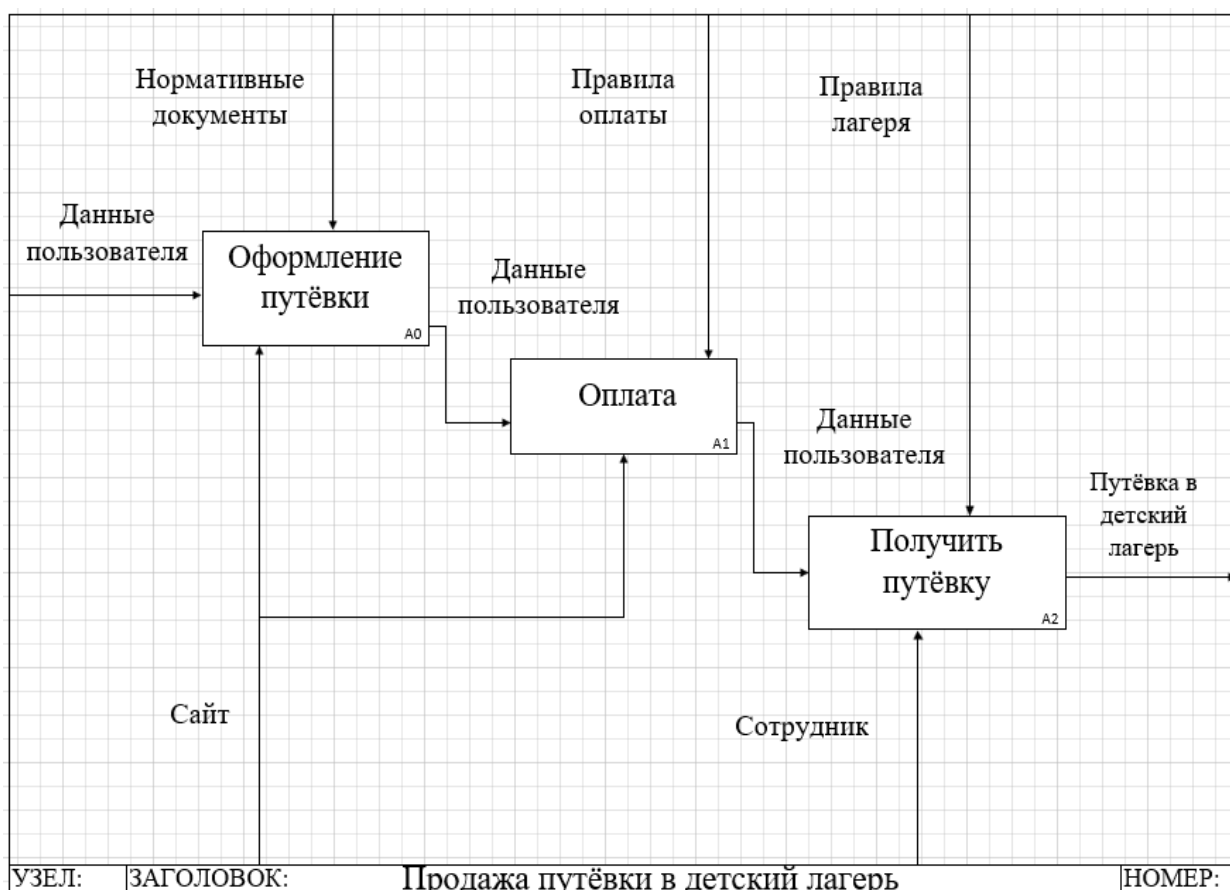 Нормативные
документы
Правила
оплаты
Правила
лагеря
Данные
пользователя
Оформление
путёвки
A0
Данные
пользователя
Оплата
A1
Данные
пользователя
Путёвка в
детский
лагерь
Получить
путёвку
A2
Сайт
Сотрудник
УЗЕЛ:
ЗАГОЛОВОК:
Продажа путёвки в детский лагерь
НОМЕР: